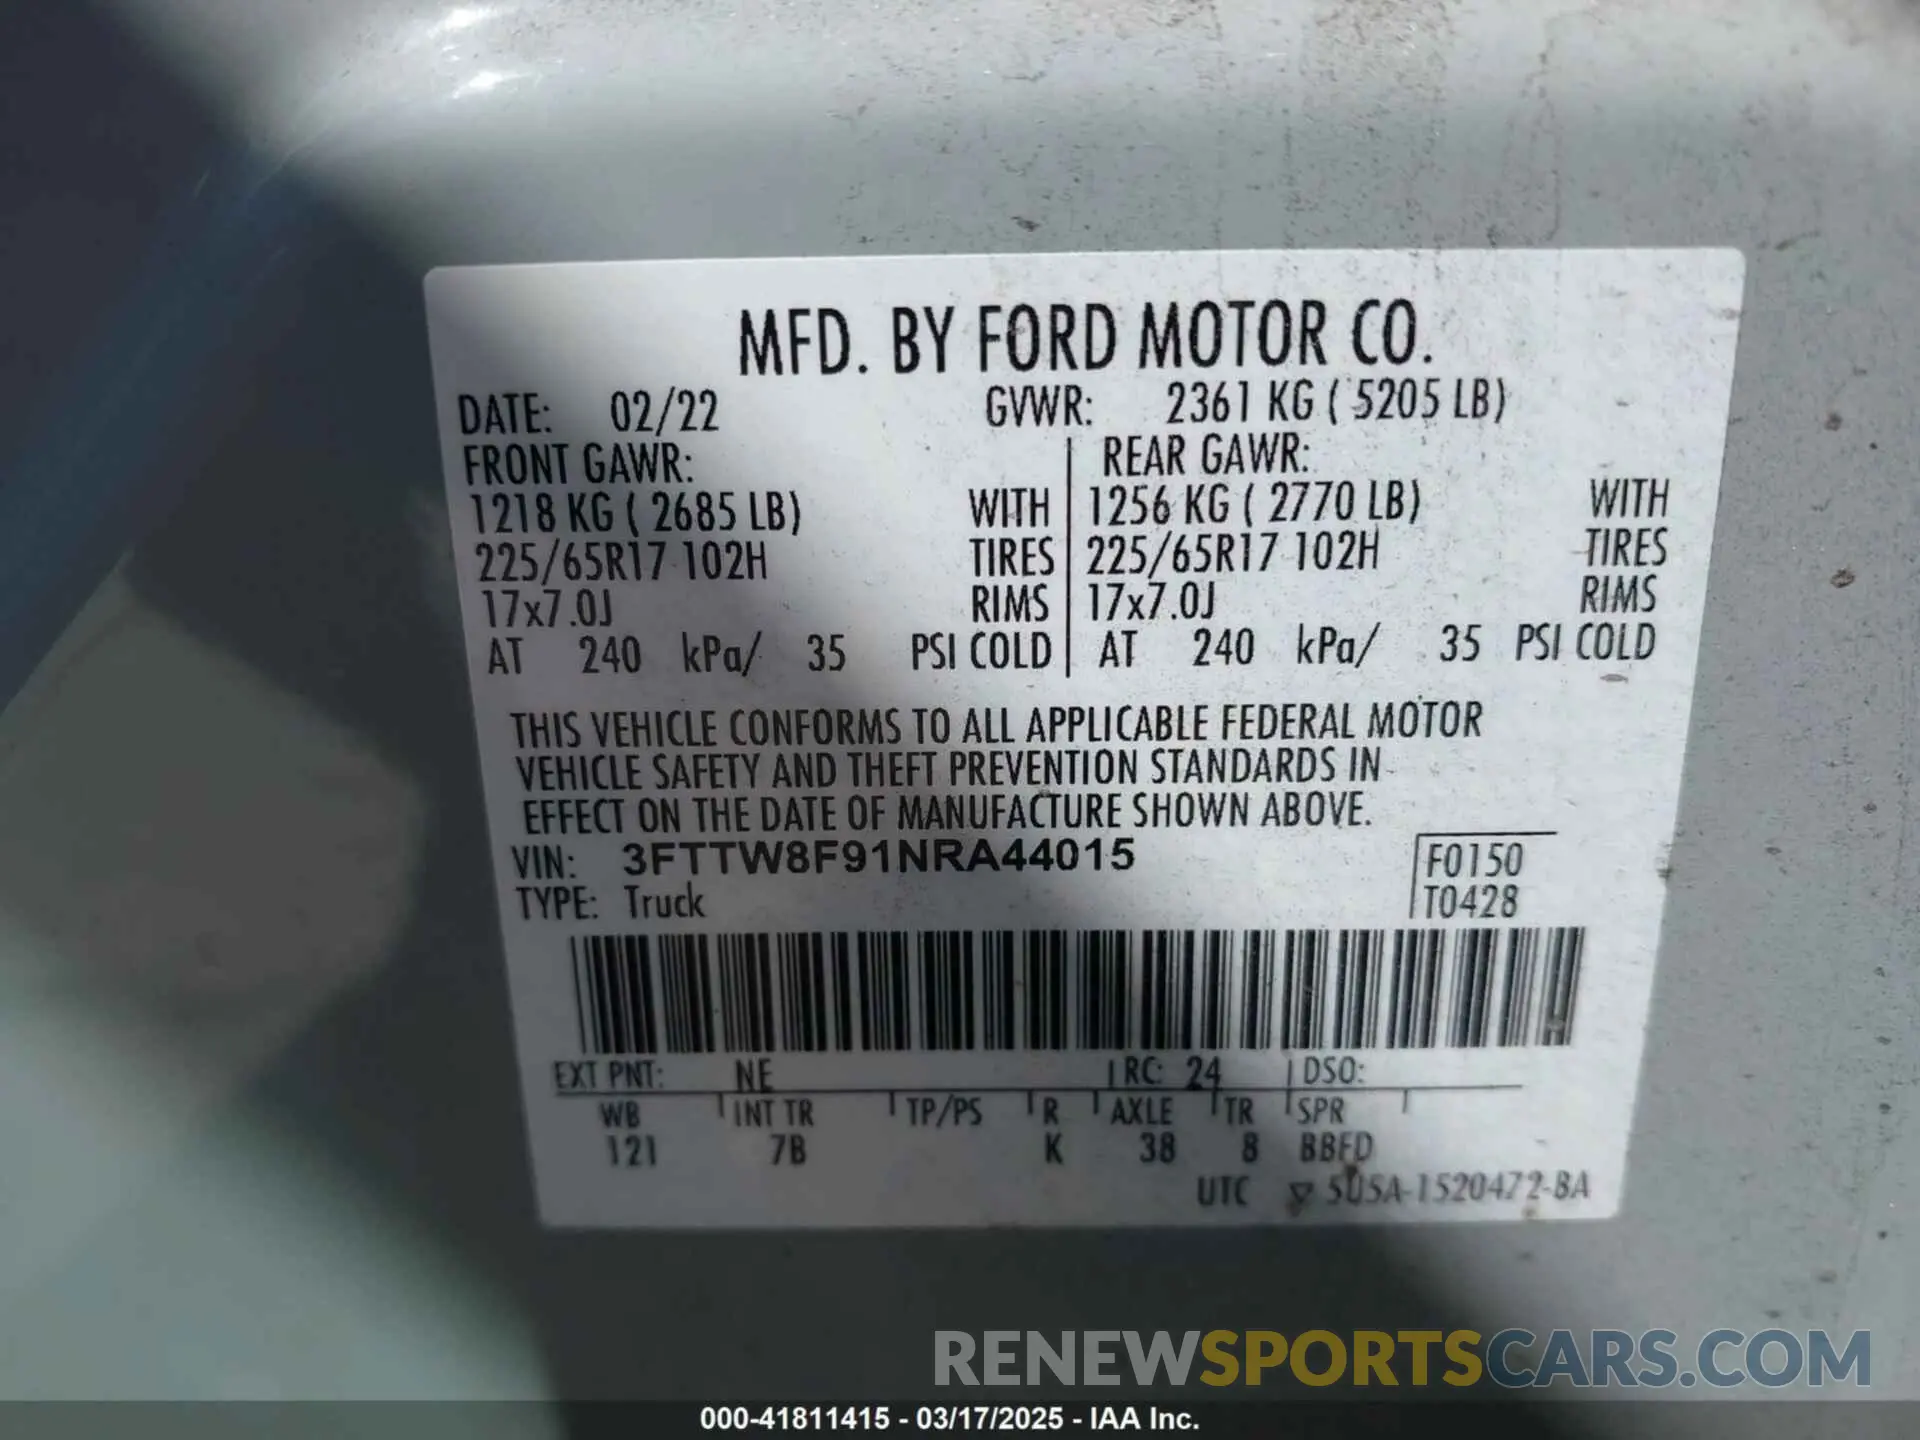 MFD. BY FORD MOTOR CO.
DATE: 02/22 GVWR: 2361 KG ( 5205 LB)
FRONT GAWR: REAR GAWR:
1218 KG ( 2685 LB) WITH 1256 KG ( 2770 LB) WITH
225/65R17 102H TIRES 225/65R17 102H TIRES
17x7.0J RIMS 17x7.0J RIMS
AT 240 kPa/ 35 PSI COLD AT 240 kPa/ 35 PSI COLD
THIS VEHICLE CONFORMS TO ALL APPLICABLE FEDERAL MOTOR
VEHICLE SAFETY AND THEFT PREVENTION STANDARDS IN
EFFECT ON THE DATE OF MANUFACTURE SHOWN ABOVE.
VIN: 3FTTW8F91NRA44015 F0150
TYPE: Truck T0428
EXT PNT: NE RC: 24 DSO:
WB INT TR TP/PS R AXLE TR SPR
121 7B K 38 8 BBFD
UTC 5U5A-1520472-BA
RENEWSPORTSCARS.COM
000-41811415 - 03/17/2025 - IAA Inc.